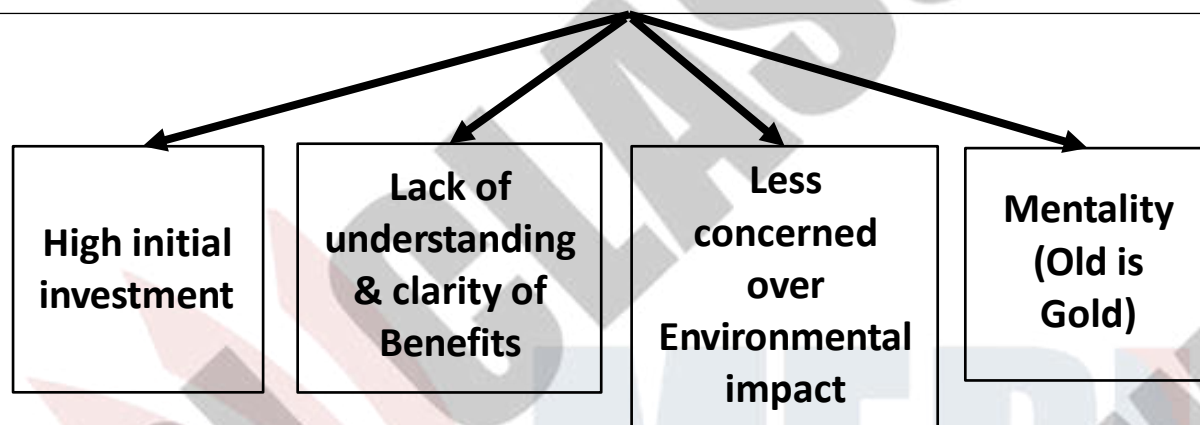 High initial
investment
Lack of
understanding
& clarity of
Benefits
Less
concerned
over
Environmental
impact
Mentality
(Old is
Gold)